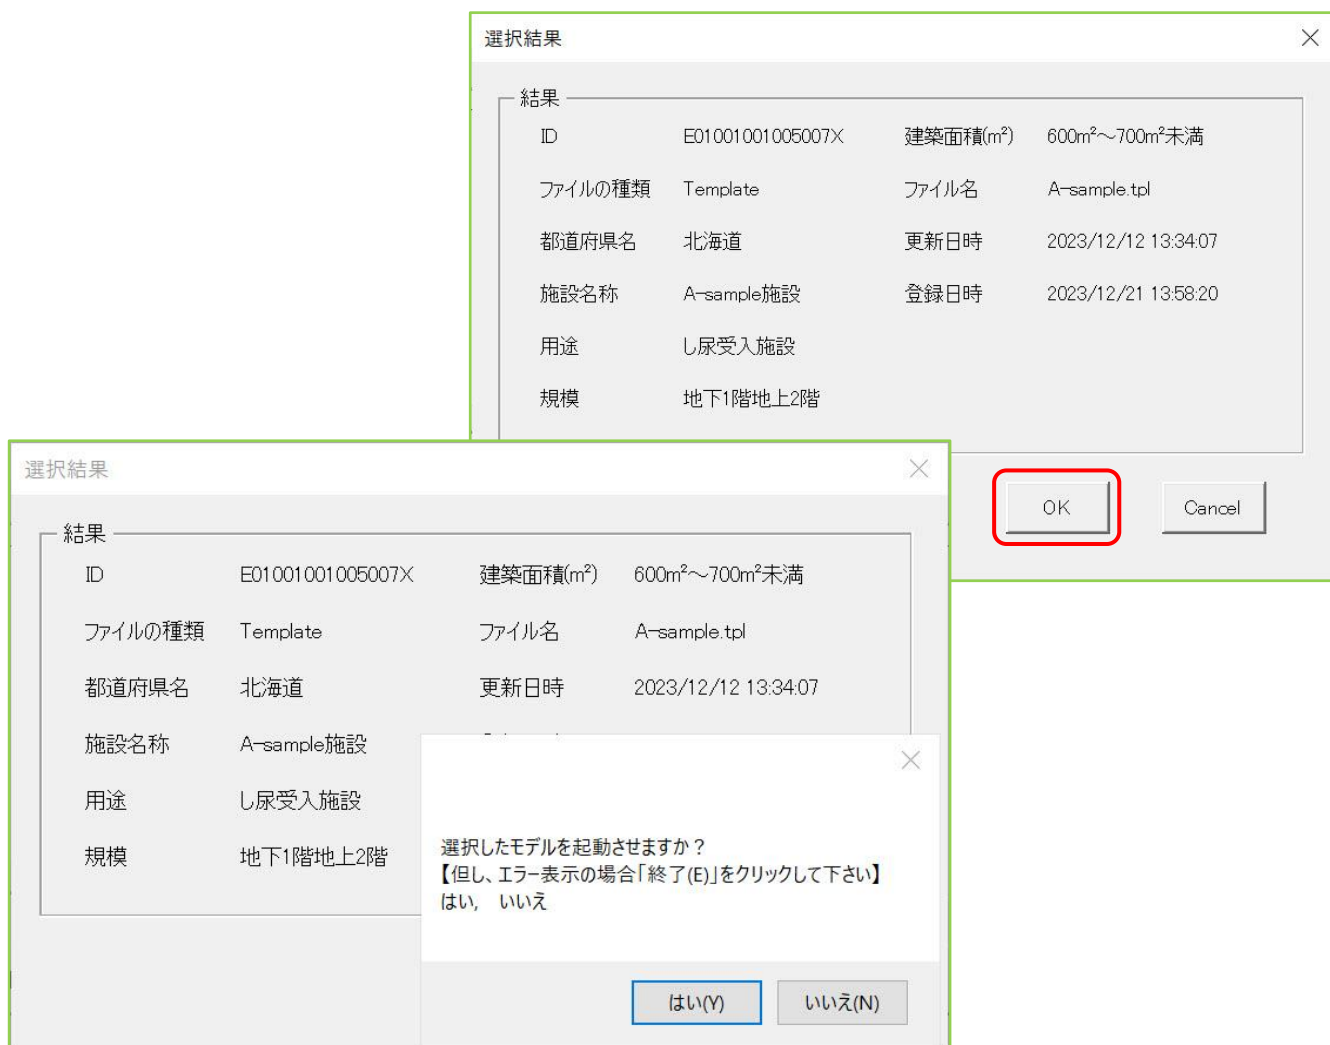 選択結果
結果
ID E01001001005007X 建築面積(m²) 600m²～700m²未満
ファイルの種類 Template ファイル名 A-sample.tpl
都道府県名 北海道 更新日時 2023/12/12 13:34:07
施設名称 A-sample施設 登録日時 2023/12/21 13:58:20
用途 し尿受入施設
規模 地下1階地上2階
OK Cancel
選択結果
結果
ID E01001001005007X 建築面積(m²) 600m²～700m²未満
ファイルの種類 Template ファイル名 A-sample.tpl
都道府県名 北海道 更新日時 2023/12/12 13:34:07
施設名称 A-sample施設
用途 し尿受入施設
規模 地下1階地上2階
選択したモデルを起動させますか？
【但し、エラー表示の場合「終了(E)」をクリックして下さい】
はい, いいえ
はい(Y) いいえ(N)